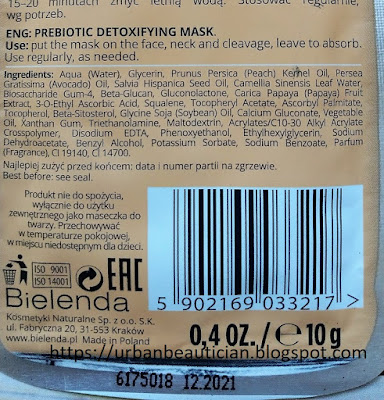 15–20 minutach zmyć letnią wodą. Stosować regularnie,
wg potrzeb.
ENG: PREBIOTIC DETOXIFYING MASK.
Use: put the mask on the face, neck and cleavage, leave to absorb.
Use regularly, as needed.
Ingredients: Aqua (Water), Glycerin, Prunus Persica (Peach) Kernel Oil, Persea
Gratissima (Avocado) Oil, Salvia Hispanica Seed Oil, Camellia Sinensis Leaf Water,
Biosaccharide Gum-4, Beta-Glucan, Gluconolactone, Carica Papaya (Papaya) Fruit
Extract, 3-O-Ethyl Ascorbic Acid, Squalene, Tocopheryl Acetate, Ascorbyl Palmitate,
Tocopherol, Beta-Sitosterol, Glycine Soja (Soybean) Oil, Calcium Gluconate, Vegetable
Oil, Xanthan Gum, Triethanolamine, Maltodextrin, Acrylates/C10-30 Alkyl Acrylate
Crosspolymer, Disodium EDTA, Phenoxyethanol, Ethylhexylglycerin, Sodium
Dehydroacetate, Benzyl Alcohol, Potassium Sorbate, Sodium Benzoate, Parfum
(Fragrance), CI 19140, CI 14700.
Najlepiej zużyć przed końcem: data i numer partii na zgrzewie.
Best before: see seal.
Produkt nie do spożycia,
wyłącznie do użytku
zewnętrznego jako maseczka do
twarzy. Przechowywać
w temperaturze pokojowej,
w miejscu niedostępnym dla dzieci.
ISO 9001
ISO 14001
EAC
Bielenda
Kosmetyki Naturalne Sp. z o.o. S.K.
ul. Fabryczna 20, 31-553 Kraków
www.bielenda.pl Made in Poland
5 902169 033217 >
0,4 OZ./ ℮ 10 g
https://urbanbeautician.blogspot.com
6175018 12.2021